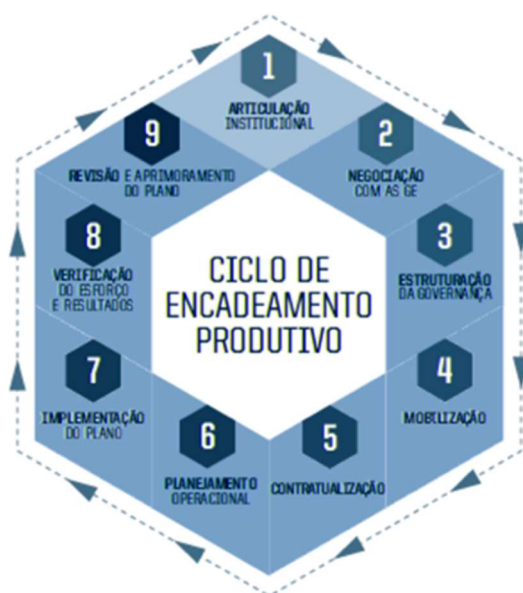 1
ARTICULAÇÃO
INSTITUCIONAL
2
NEGOCIAÇÃO
COM AS GE
3
ESTRUTURAÇÃO
DA GOVERNANÇA
4
MOBILIZAÇÃO
5
CONTRATUALIZAÇÃO
6
PLANEJAMENTO
OPERACIONAL
7
IMPLEMENTAÇÃO
DO PLANO
8
VERIFICAÇÃO
DO ESFORÇO
E RESULTADOS
9
REVISÃO E APRIMORAMENTO
DO PLANO
CICLO DE
ENCADEAMENTO
PRODUTIVO